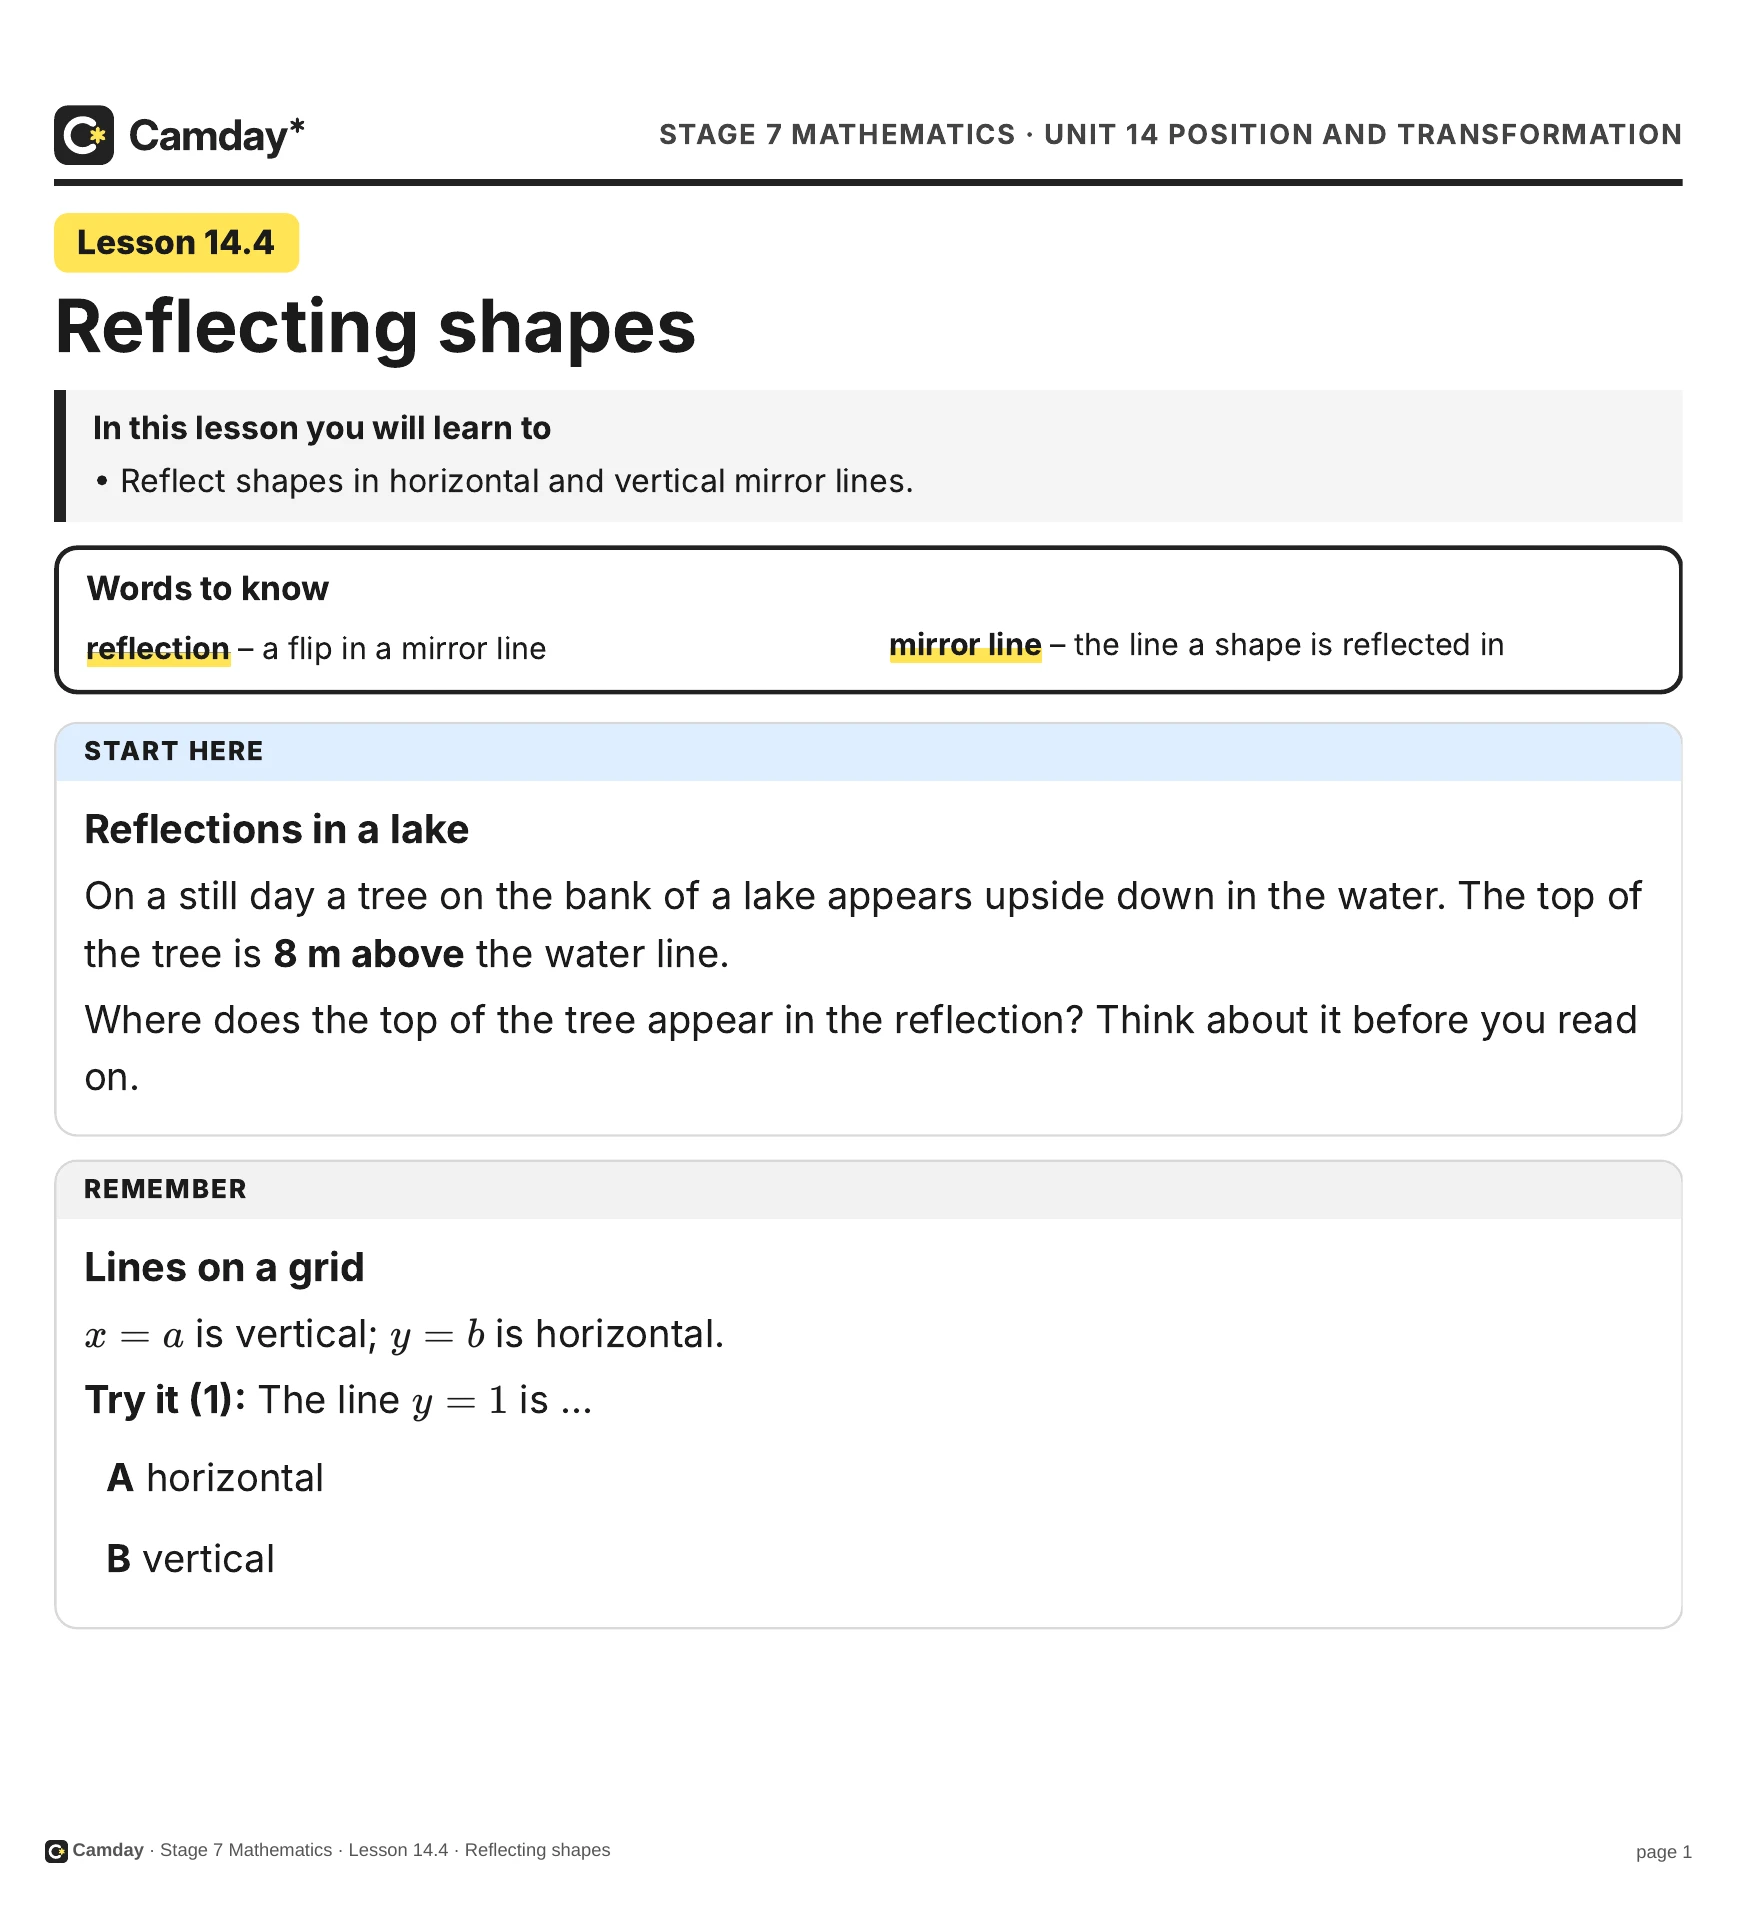 Camday*
STAGE 7 MATHEMATICS · UNIT 14 POSITION AND TRANSFORMATION
Lesson 14.4
Reflecting shapes
In this lesson you will learn to
• Reflect shapes in horizontal and vertical mirror lines.
Words to know
reflection – a flip in a mirror line
mirror line – the line a shape is reflected in
START HERE
Reflections in a lake
On a still day a tree on the bank of a lake appears upside down in the water. The top of
the tree is 8 m above the water line.
Where does the top of the tree appear in the reflection? Think about it before you read
on.
REMEMBER
Lines on a grid
x = a is vertical; y = b is horizontal.
Try it (1): The line y = 1 is ...
A horizontal
B vertical
Camday · Stage 7 Mathematics · Lesson 14.4 · Reflecting shapes
page 1